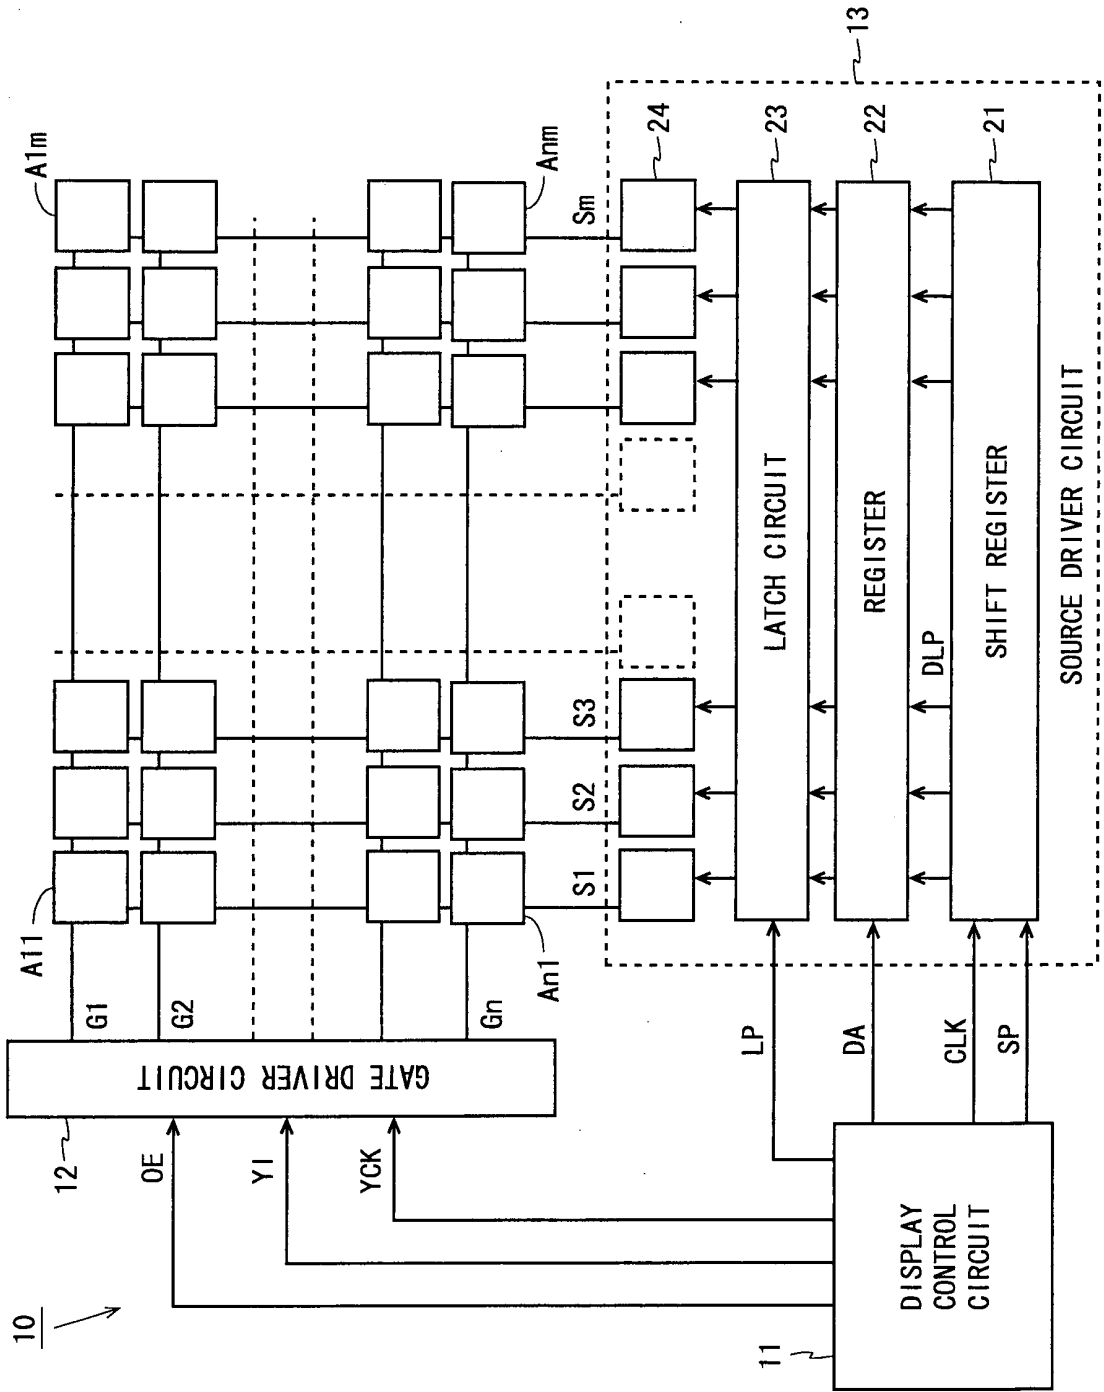 10
12
GATE DRIVER CIRCUIT
OE
YI
YCK
G1
G2
Gn
A11
A1m
An1
Anm
S1
S2
S3
Sm
24
LATCH CIRCUIT
23
REGISTER
22
DLP
SHIFT REGISTER
21
SOURCE DRIVER CIRCUIT
13
LP
DA
CLK
SP
DISPLAY
CONTROL
CIRCUIT
11